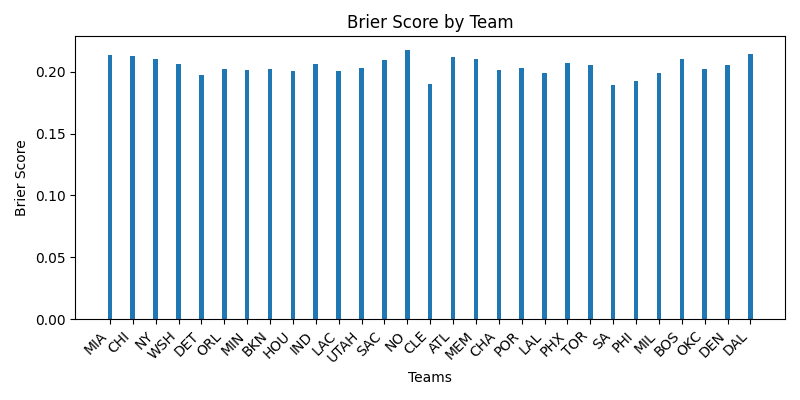 Brier Score by Team
Brier Score
0.20
0.15
0.10
0.05
0.00
MIA CHI NY WSH DET ORL MIN BKN HOU IND LAC UTAH SAC NO CLE ATL MEM CHA POR LAL PHX TOR SA PHI MIL BOS OKC DEN DAL
Teams